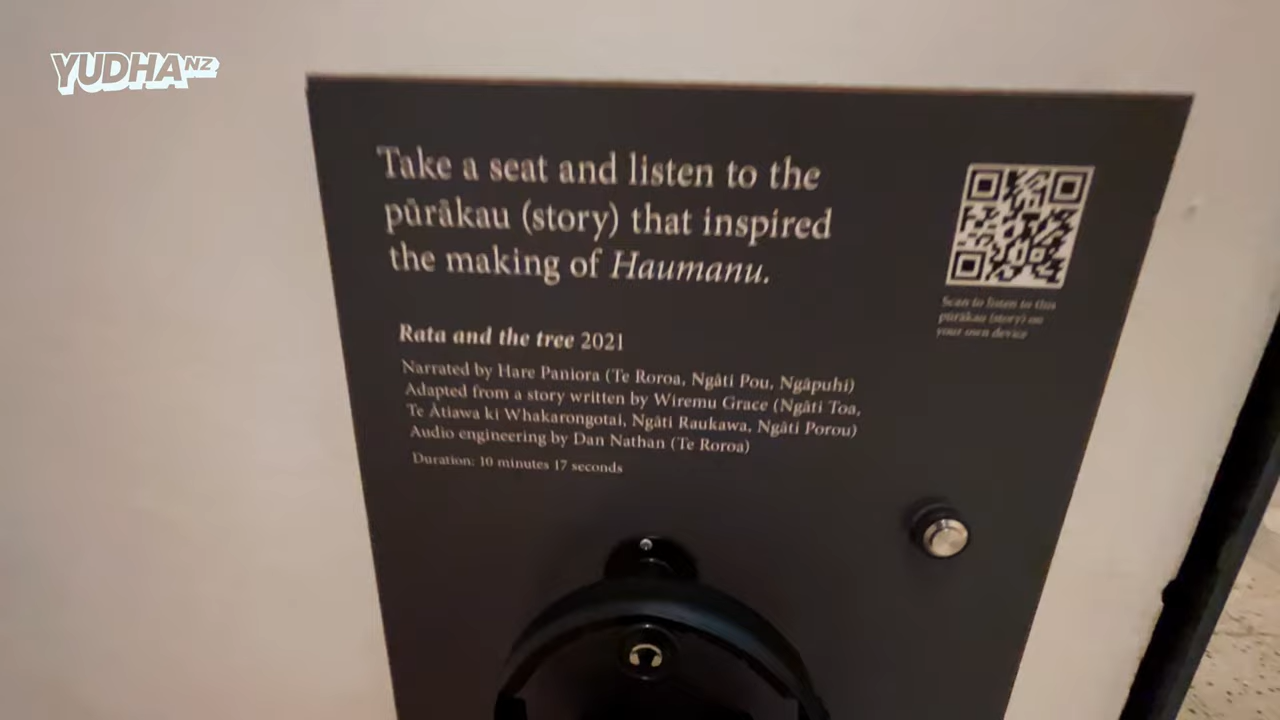 YUDHA NZ
Take a seat and listen to the
pūrākau (story) that inspired
the making of Haumanu.
Rata and the tree 2021
Narrated by Hare Paniora (Te Roroa, Ngāti Pou, Ngāpuhi)
Adapted from a story written by Wiremu Grace (Ngāti Toa,
Te Ātiawa ki Whakarongotai, Ngāti Raukawa, Ngāti Porou)
Audio engineering by Dan Nathan (Te Roroa)
Duration: 10 minutes 17 seconds
Scan to listen to this
pūrākau (story) on
your own device